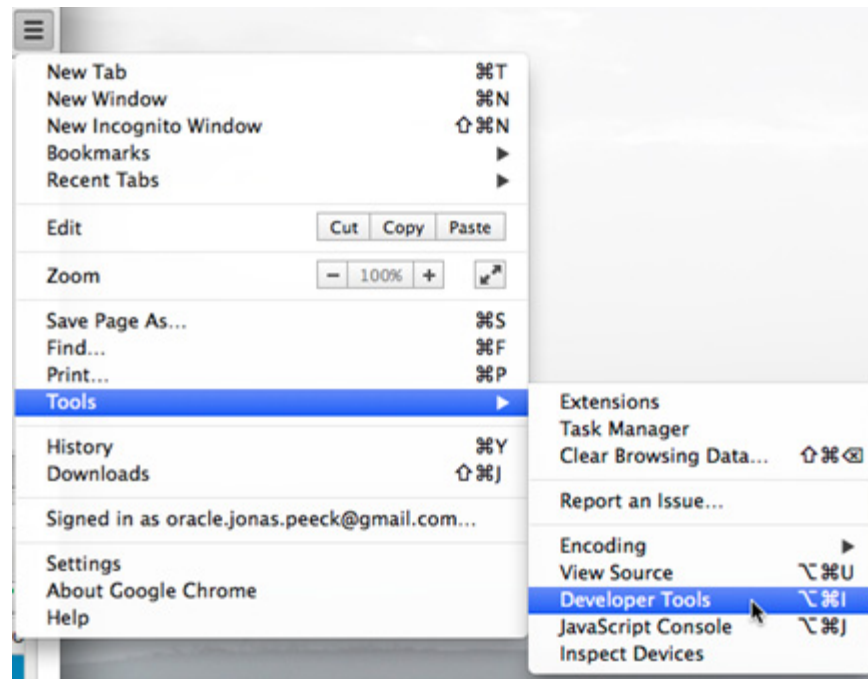 New Tab ⌘T
New Window ⌘N
New Incognito Window ⇧⌘N
Bookmarks ▶
Recent Tabs ▶
Edit Cut Copy Paste
Zoom − 100% +
Save Page As... ⌘S
Find... ⌘F
Print... ⌘P
Tools ▶
History ⌘Y
Downloads ⇧⌘J
Signed in as oracle.jonas.peeck@gmail.com...
Settings
About Google Chrome
Help
Extensions
Task Manager
Clear Browsing Data... ⇧⌘⌫
Report an Issue...
Encoding ▶
View Source ⌥⌘U
Developer Tools ⌥⌘I
JavaScript Console ⌥⌘J
Inspect Devices